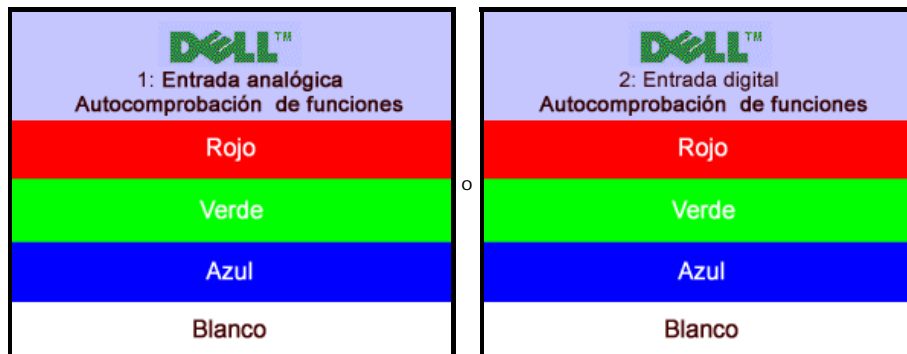 DELL™
1: Entrada analógica
Autocomprobación de funciones
Rojo
Verde
Azul
Blanco
o
DELL™
2: Entrada digital
Autocomprobación de funciones
Rojo
Verde
Azul
Blanco